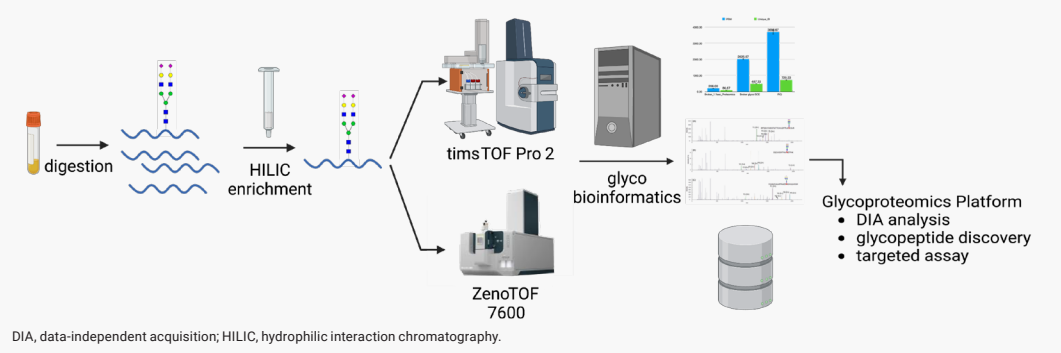 digestion
HILIC
enrichment
timsTOF Pro 2
ZenoTOF
7600
glyco
bioinformatics
Glycoproteomics Platform
• DIA analysis
• glycopeptide discovery
• targeted assay
DIA, data-independent acquisition; HILIC, hydrophilic interaction chromatography.